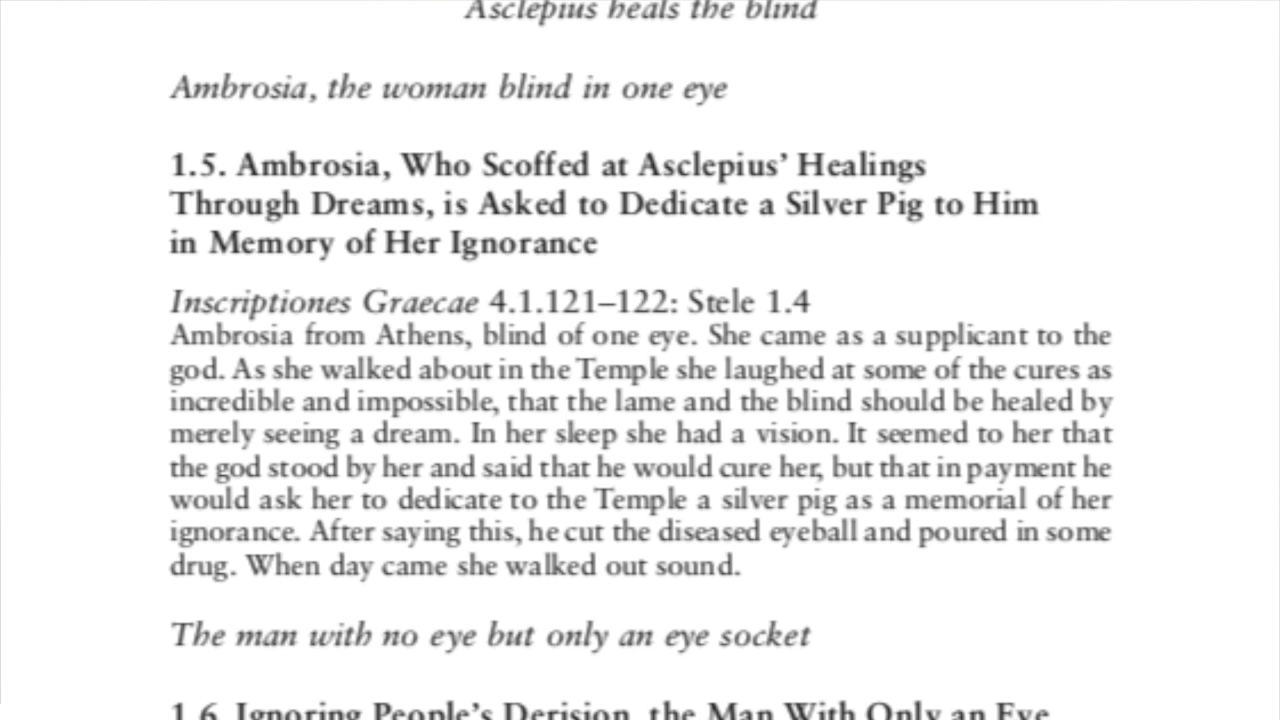 Asclepius heals the blind
Ambrosia, the woman blind in one eye
1.5. Ambrosia, Who Scoffed at Asclepius’ Healings
Through Dreams, is Asked to Dedicate a Silver Pig to Him
in Memory of Her Ignorance
Inscriptiones Graecae 4.1.121–122: Stele 1.4
Ambrosia from Athens, blind of one eye. She came as a supplicant to the
god. As she walked about in the Temple she laughed at some of the cures as
incredible and impossible, that the lame and the blind should be healed by
merely seeing a dream. In her sleep she had a vision. It seemed to her that
the god stood by her and said that he would cure her, but that in payment he
would ask her to dedicate to the Temple a silver pig as a memorial of her
ignorance. After saying this, he cut the diseased eyeball and poured in some
drug. When day came she walked out sound.
The man with no eye but only an eye socket
1.6. Ignoring People’s Derision, the Man With Only an Eye